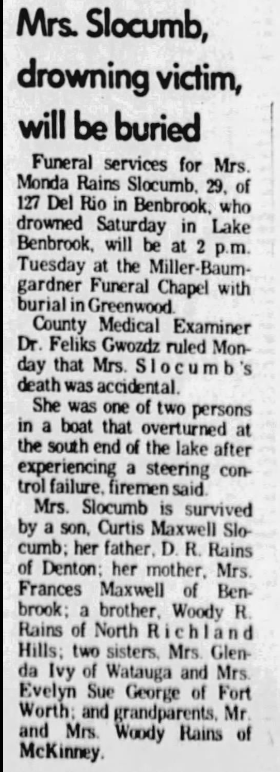 Mrs. Slocumb,
drowning victim,
will be buried
Funeral services for Mrs.
Monda Rains Slocumb, 29, of
127 Del Rio in Benbrook, who
drowned Saturday in Lake
Benbrook, will be at 2 p.m.
Tuesday at the Miller-Baum-
gardner Funeral Chapel with
burial in Greenwood.
County Medical Examiner
Dr. Feliks Gwozdz ruled Mon-
day that Mrs. Slocumb's
death was accidental.
She was one of two persons
in a boat that overturned at
the south end of the lake after
experiencing a steering con-
trol failure, firemen said.
Mrs. Slocumb is survived
by a son, Curtis Maxwell Slo-
cumb; her father, D. R. Rains
of Denton; her mother, Mrs.
Frances Maxwell of Ben-
brook; a brother, Woody R.
Rains of North Richland
Hills; two sisters, Mrs. Glen-
da Ivy of Watauga and Mrs.
Evelyn Sue George of Fort
Worth; and grandparents, Mr.
and Mrs. Woody Rains of
McKinney.